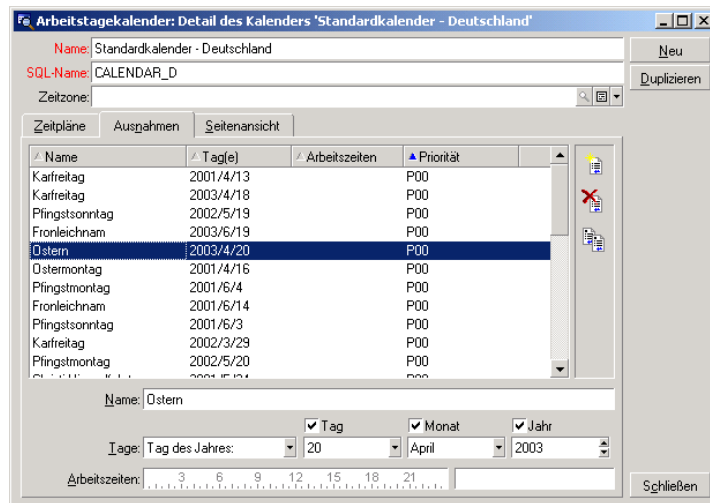 Arbeitstagekalender: Detail des Kalenders 'Standardkalender - Deutschland'
Name: Standardkalender - Deutschland
Neu
SQL-Name: CALENDAR_D
Duplizieren
Zeitzone:
Zeitpläne Ausnahmen Seitenansicht
Name Tag(e) Arbeitszeiten Priorität
Karfreitag 2001/4/13 P00
Karfreitag 2003/4/18 P00
Pfingstsonntag 2002/5/19 P00
Fronleichnam 2003/6/19 P00
Ostern 2003/4/20 P00
Ostermontag 2001/4/16 P00
Pfingstmontag 2001/6/4 P00
Fronleichnam 2001/6/14 P00
Pfingstsonntag 2001/6/3 P00
Karfreitag 2002/3/29 P00
Pfingstmontag 2002/5/20 P00
Name: Ostern
Tag Monat Jahr
Tage: Tag des Jahres: 20 April 2003
Arbeitszeiten: 3 6 9 12 15 18 21
Schließen